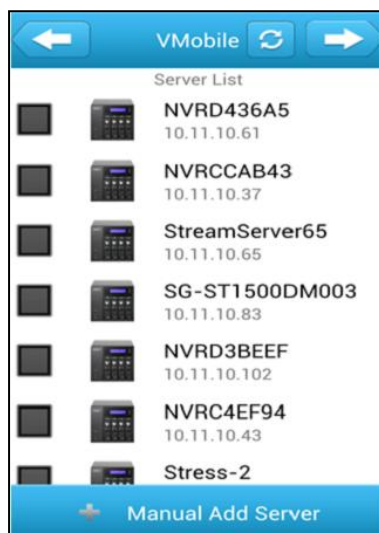 VMobile
Server List
NVRD436A5
10.11.10.61
NVRCCAB43
10.11.10.37
StreamServer65
10.11.10.65
SG-ST1500DM003
10.11.10.83
NVRD3BEEF
10.11.10.102
NVRC4EF94
10.11.10.43
Stress-2
+ Manual Add Server